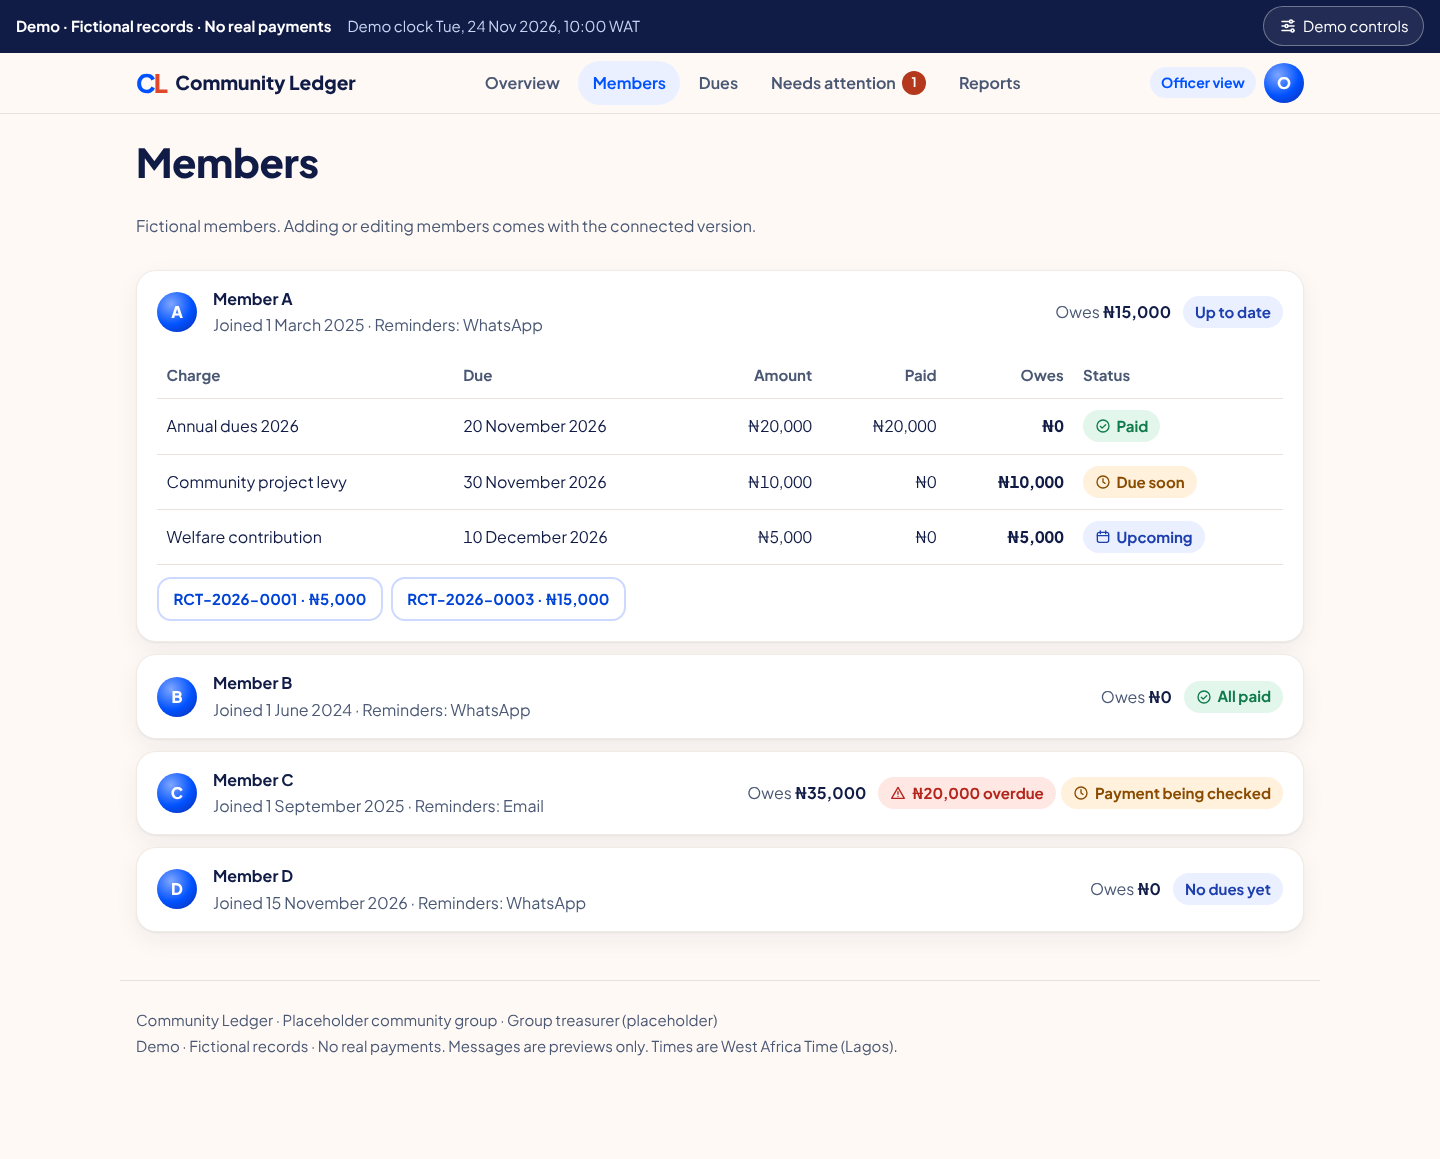 Demo · Fictional records · No real payments Demo clock Tue, 24 Nov 2026, 10:00 WAT Demo controls
CL Community Ledger Overview Members Dues Needs attention 1 Reports Officer view O
Members
Fictional members. Adding or editing members comes with the connected version.
A Member A
Joined 1 March 2025 · Reminders: WhatsApp
Owes ₦15,000 Up to date
Charge Due Amount Paid Owes Status
Annual dues 2026 20 November 2026 ₦20,000 ₦20,000 ₦0 Paid
Community project levy 30 November 2026 ₦10,000 ₦0 ₦10,000 Due soon
Welfare contribution 10 December 2026 ₦5,000 ₦0 ₦5,000 Upcoming
RCT-2026-0001 · ₦5,000 RCT-2026-0003 · ₦15,000
B Member B
Joined 1 June 2024 · Reminders: WhatsApp
Owes ₦0 All paid
C Member C
Joined 1 September 2025 · Reminders: Email
Owes ₦35,000 ₦20,000 overdue Payment being checked
D Member D
Joined 15 November 2026 · Reminders: WhatsApp
Owes ₦0 No dues yet
Community Ledger · Placeholder community group · Group treasurer (placeholder)
Demo · Fictional records · No real payments. Messages are previews only. Times are West Africa Time (Lagos).